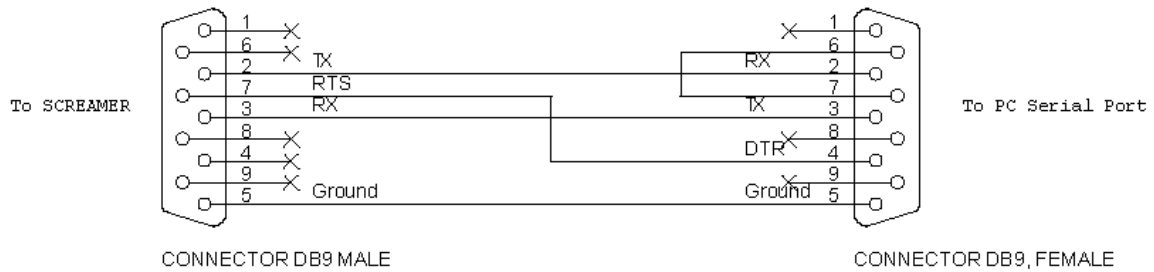 1 1
6 6
TX RX
2 2
RTS
7 7
RX TX
3 3
To SCREAMER To PC Serial Port
8 8
DTR
4 4
9 9
Ground Ground
5 5
CONNECTOR DB9 MALE CONNECTOR DB9, FEMALE